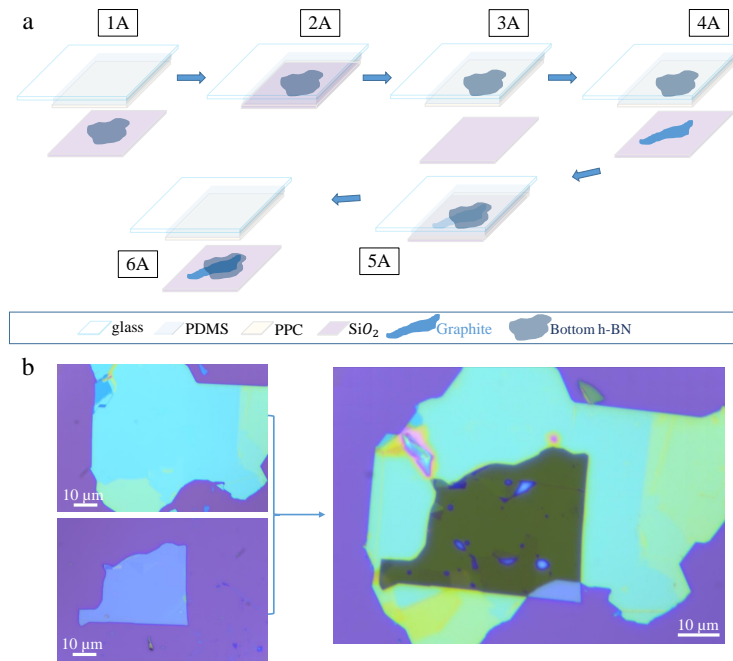 a
1A 2A 3A 4A
6A 5A
glass PDMS PPC SiO₂ Graphite Bottom h-BN
b
10 µm
10 µm
10 µm